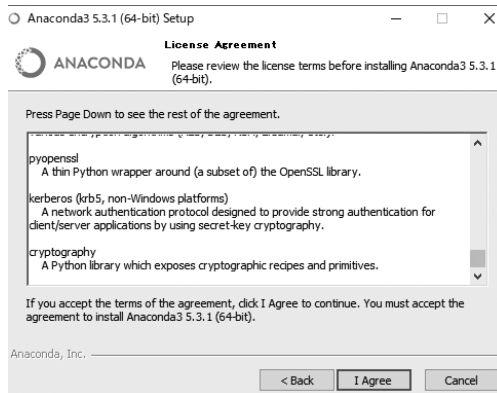 Anaconda3 5.3.1 (64-bit) Setup
ANACONDA
License Agreement
Please review the license terms before installing Anaconda3 5.3.1
(64-bit).
Press Page Down to see the rest of the agreement.
pyopenssl
A thin Python wrapper around (a subset of) the OpenSSL library.
kerberos (krb5, non-Windows platforms)
A network authentication protocol designed to provide strong authentication for
client/server applications by using secret-key cryptography.
cryptography
A Python library which exposes cryptographic recipes and primitives.
If you accept the terms of the agreement, click I Agree to continue. You must accept the
agreement to install Anaconda3 5.3.1 (64-bit).
Anaconda, Inc.
< Back
I Agree
Cancel